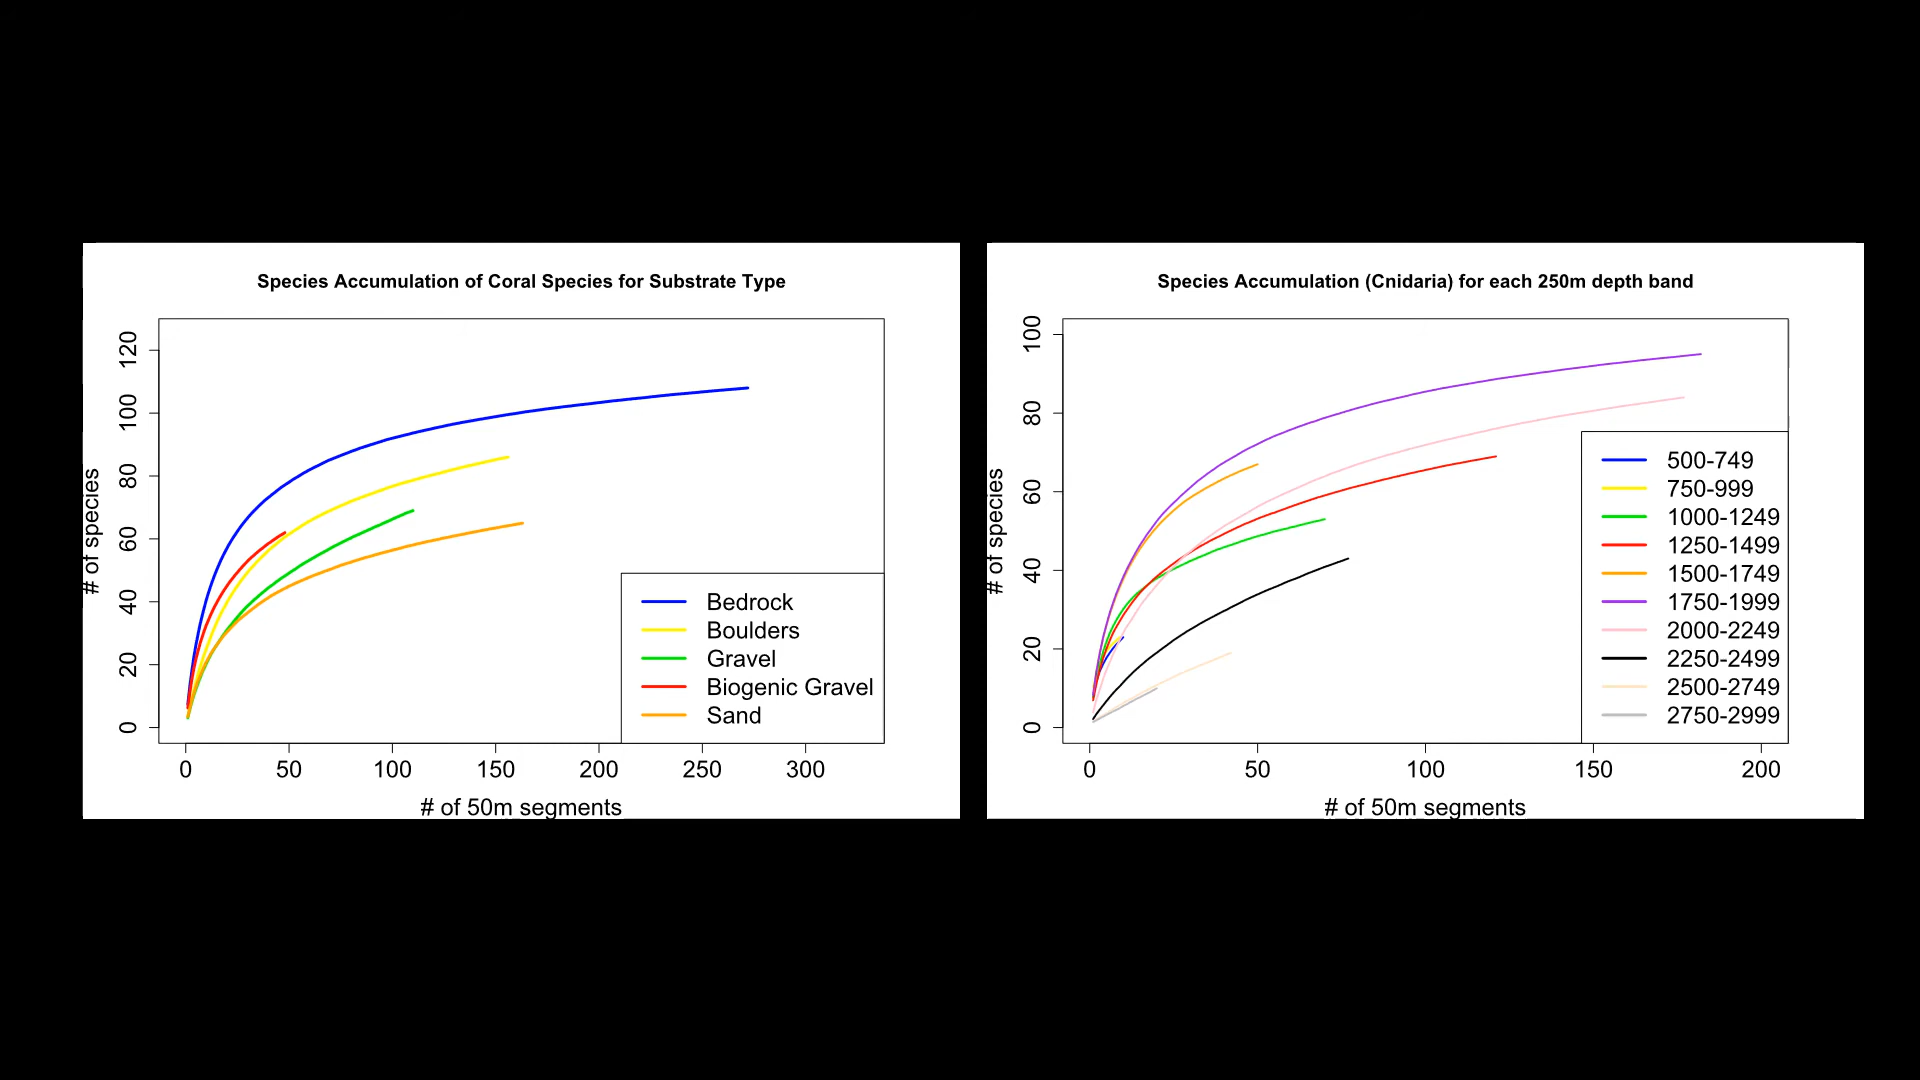 Species Accumulation of Coral Species for Substrate Type
# of species
120
100
80
60
40
20
0
0 50 100 150 200 250 300
# of 50m segments
Bedrock
Boulders
Gravel
Biogenic Gravel
Sand
Species Accumulation (Cnidaria) for each 250m depth band
# of species
100
80
60
40
20
0
0 50 100 150 200
# of 50m segments
500-749
750-999
1000-1249
1250-1499
1500-1749
1750-1999
2000-2249
2250-2499
2500-2749
2750-2999